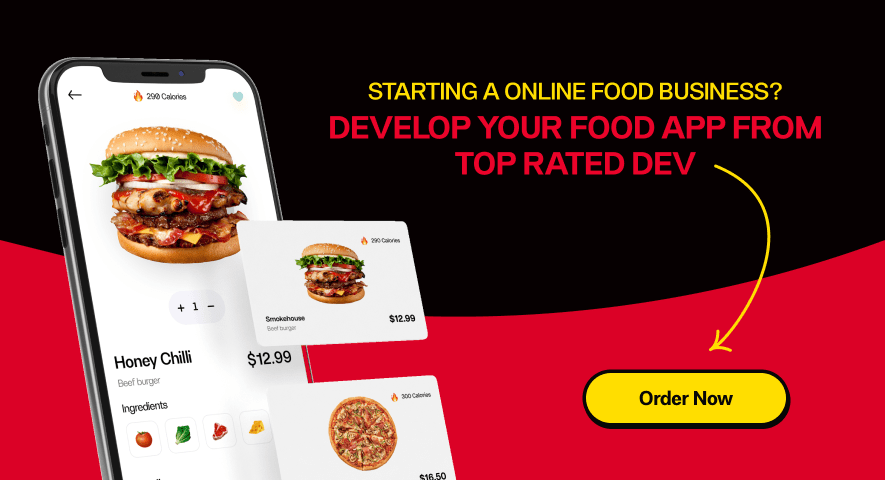 STARTING A ONLINE FOOD BUSINESS?
DEVELOP YOUR FOOD APP FROM
TOP RATED DEV
Order Now
290 Calories
+ 1 −
Honey Chilli
$12.99
Beef burger
Ingredients
290 Calories
Smokehouse
$12.99
Beef burger
300 Calories
$16.50